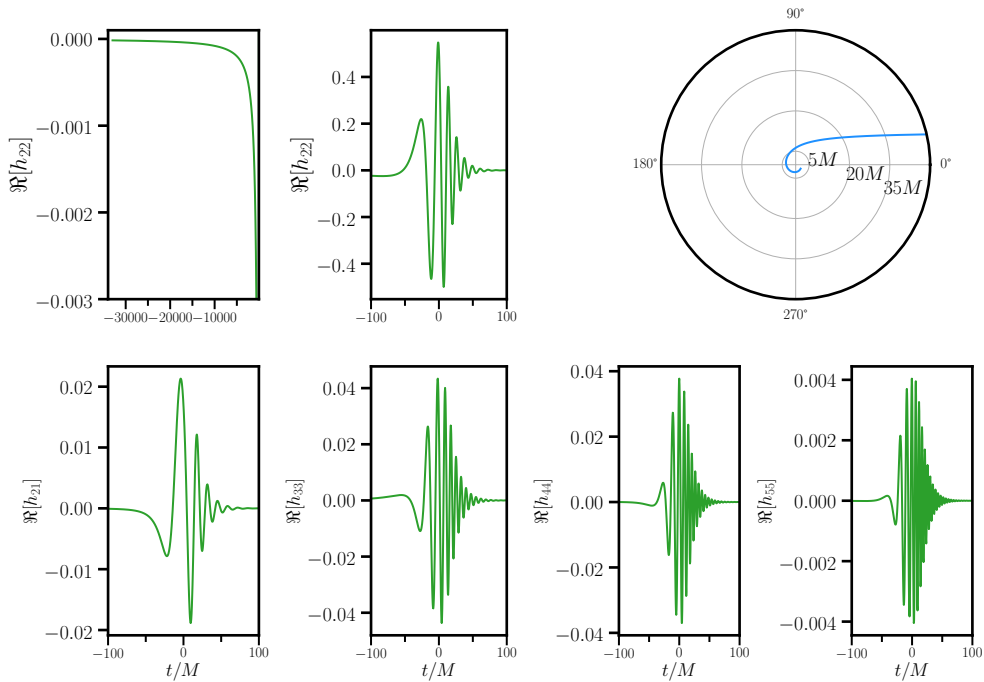 0.000
−0.001
−0.002
−0.003
ℜ[h₂₂]
−30000−20000−10000
0.4
0.2
0.0
−0.2
−0.4
ℜ[h₂₂]
−100 0 100
90°
180°
0°
270°
5M
20M
35M
0.02
0.01
0.00
−0.01
−0.02
ℜ[h₂₁]
−100 0 100
t/M
0.04
0.02
0.00
−0.02
−0.04
ℜ[h₃₃]
−100 0 100
t/M
0.04
0.02
0.00
−0.02
−0.04
ℜ[h₄₄]
−100 0 100
t/M
0.004
0.002
0.000
−0.002
−0.004
ℜ[h₅₅]
−100 0 100
t/M